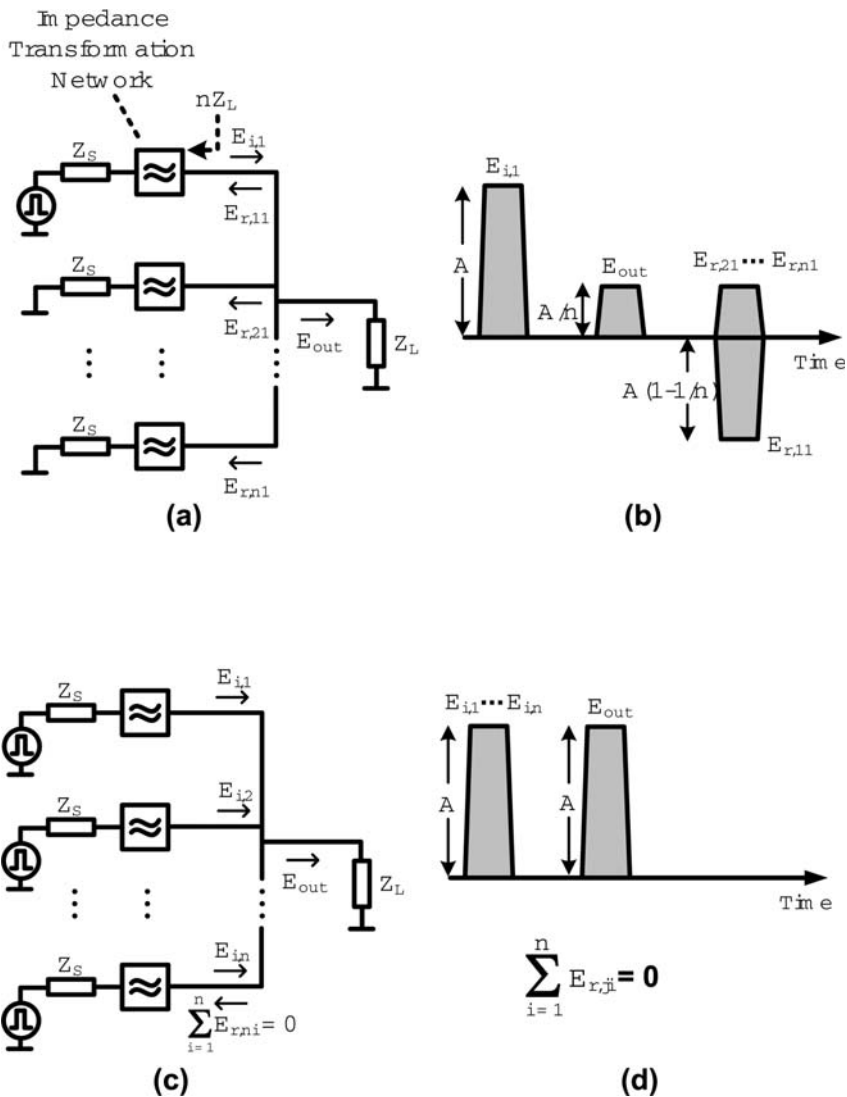 Impedance
Transformation
Network
nZL
ZS
Ei,1
Er,11
ZS
Er,21
Eout
ZL
ZS
Er,n1
(a)
Ei,1
A
Eout
A/n
Er,21 ··· Er,n1
Time
A(1-1/n)
Er,11
(b)
ZS
Ei,1
ZS
Ei,2
Eout
ZL
ZS
Ei,n
n
∑ Er,ni = 0
i=1
(c)
Ei,1 ··· Ei,n
Eout
A
A
Time
n
∑ Er,ji = 0
i=1
(d)